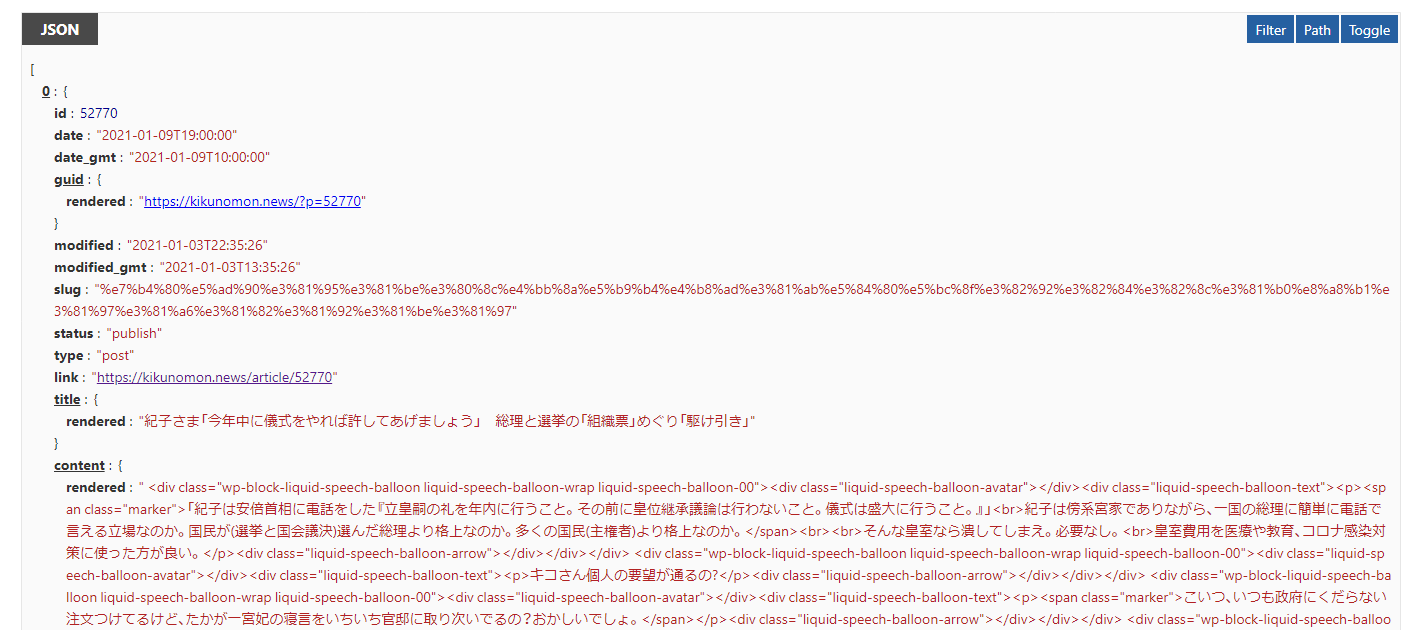 JSON
Filter Path Toggle
[
0 : {
id : 52770
date : "2021-01-09T19:00:00"
date_gmt : "2021-01-09T10:00:00"
guid : {
rendered : "https://kikunomon.news/?p=52770"
}
modified : "2021-01-03T22:35:26"
modified_gmt : "2021-01-03T13:35:26"
slug : "%e7%b4%80%e5%ad%90%e3%81%95%e3%81%be%e3%80%8c%e4%bb%8a%e5%b9%b4%e4%b8%ad%e3%81%ab%e5%84%80%e5%bc%8f%e3%82%92%e3%82%84%e3%82%8c%e3%81%b0%e8%a8%b1%e
3%81%97%e3%81%a6%e3%81%82%e3%81%92%e3%81%be%e3%81%97"
status : "publish"
type : "post"
link : "https://kikunomon.news/article/52770"
title : {
rendered : "紀子さま「今年中に儀式をやれば許してあげましょう」　総理と選挙の「組織票」めぐり「駆け引き」"
}
content : {
rendered : " <div class="wp-block-liquid-speech-balloon liquid-speech-balloon-wrap liquid-speech-balloon-00"><div class="liquid-speech-balloon-avatar"></div><div class="liquid-speech-balloon-text"><p><sp
an class="marker">「紀子は安倍首相に電話をした『立皇嗣の礼を年内に行うこと。その前に皇位継承議論は行わないこと。儀式は盛大に行うこと。』」<br>紀子は傍系宮家でありながら、一国の総理に簡単に電話で
言える立場なのか。国民が(選挙と国会議決)選んだ総理より格上なのか。多くの国民(主権者)より格上なのか。</span><br><br>そんな皇室なら潰してしまえ。必要なし。<br>皇室費用を医療や教育、コロナ感染対
策に使った方が良い。</p><div class="liquid-speech-balloon-arrow"></div></div></div> <div class="wp-block-liquid-speech-balloon liquid-speech-balloon-wrap liquid-speech-balloon-00"><div class="liquid-sp
eech-balloon-avatar"></div><div class="liquid-speech-balloon-text"><p>キコさん個人の要望が通るの?</p><div class="liquid-speech-balloon-arrow"></div></div></div> <div class="wp-block-liquid-speech-ba
lloon liquid-speech-balloon-wrap liquid-speech-balloon-00"><div class="liquid-speech-balloon-avatar"></div><div class="liquid-speech-balloon-text"><p><span class="marker">こいつ、いつも政府にくだらない
注文つけてるけど、たかが一宮妃の寝言をいちいち官邸に取り次いでるの？おかしいでしょ。</span></p><div class="liquid-speech-balloon-arrow"></div></div></div> <div class="wp-block-liquid-speech-balloo